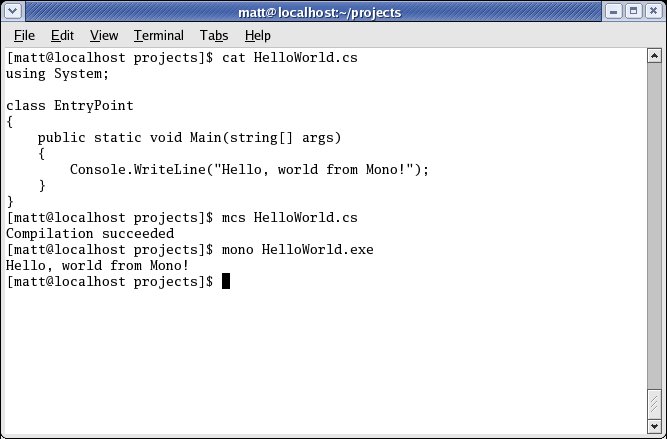 matt@localhost:~/projects
File Edit View Terminal Tabs Help
[matt@localhost projects]$ cat HelloWorld.cs
using System;

class EntryPoint
{
    public static void Main(string[] args)
    {
        Console.WriteLine("Hello, world from Mono!");
    }
}
[matt@localhost projects]$ mcs HelloWorld.cs
Compilation succeeded
[matt@localhost projects]$ mono HelloWorld.exe
Hello, world from Mono!
[matt@localhost projects]$